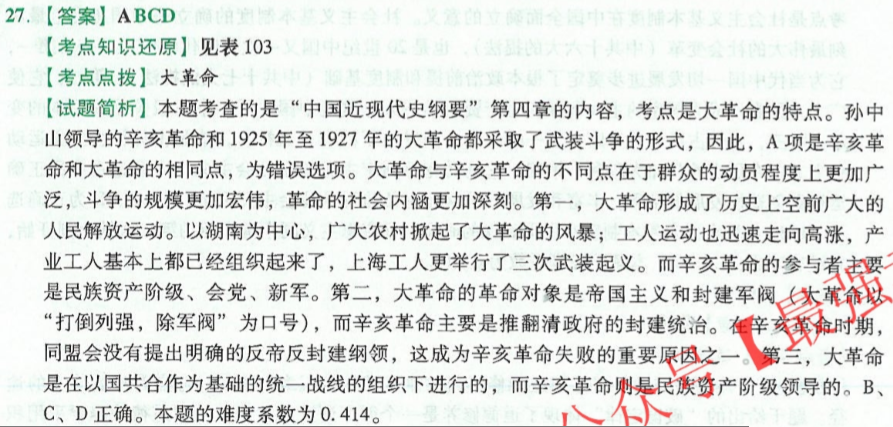 27.【答案】ABCD
【考点知识还原】见表 103
【考点点拨】大革命
【试题简析】本题考查的是“中国近现代史纲要”第四章的内容，考点是大革命的特点。孙中
山领导的辛亥革命和 1925 年至 1927 年的大革命都采取了武装斗争的形式，因此，A 项是辛亥革
命和大革命的相同点，为错误选项。大革命与辛亥革命的不同点在于群众的动员程度上更加广
泛，斗争的规模更加宏伟，革命的社会内涵更加深刻。第一，大革命形成了历史上空前广大的
人民解放运动。以湖南为中心，广大农村掀起了大革命的风暴；工人运动也迅速走向高涨，产
业工人基本上都已经组织起来了，上海工人更举行了三次武装起义。而辛亥革命的参与者主要
是民族资产阶级、会党、新军。第二，大革命的革命对象是帝国主义和封建军阀（大革命以
“打倒列强，除军阀”为口号），而辛亥革命主要是推翻清政府的封建统治。在辛亥革命时期，
同盟会没有提出明确的反帝反封建纲领，这成为辛亥革命失败的重要原因之一。第三，大革命
是在以国共合作为基础的统一战线的组织下进行的，而辛亥革命则是民族资产阶级领导的。B、
C、D 正确。本题的难度系数为 0.414。
公众号【最强